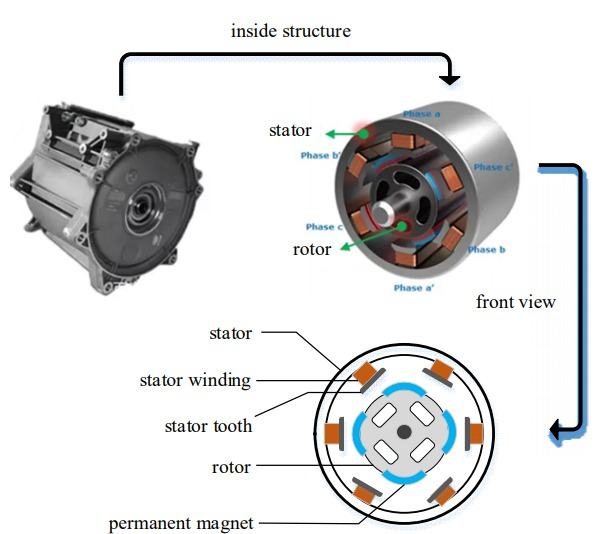 inside structure
Phase a
stator
Phase b'
Phase c'
Phase c
rotor
Phase b
Phase a'
front view
stator
stator winding
stator tooth
rotor
permanent magnet